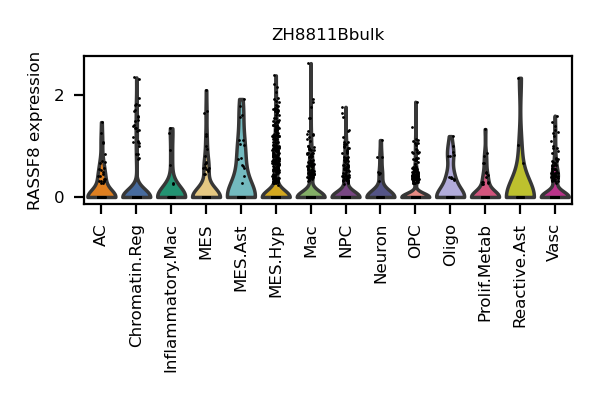 ZH8811Bbulk
RASSF8 expression
2
0
AC
Chromatin.Reg
Inflammatory.Mac
MES
MES.Ast
MES.Hyp
Mac
NPC
Neuron
OPC
Oligo
Prolif.Metab
Reactive.Ast
Vasc